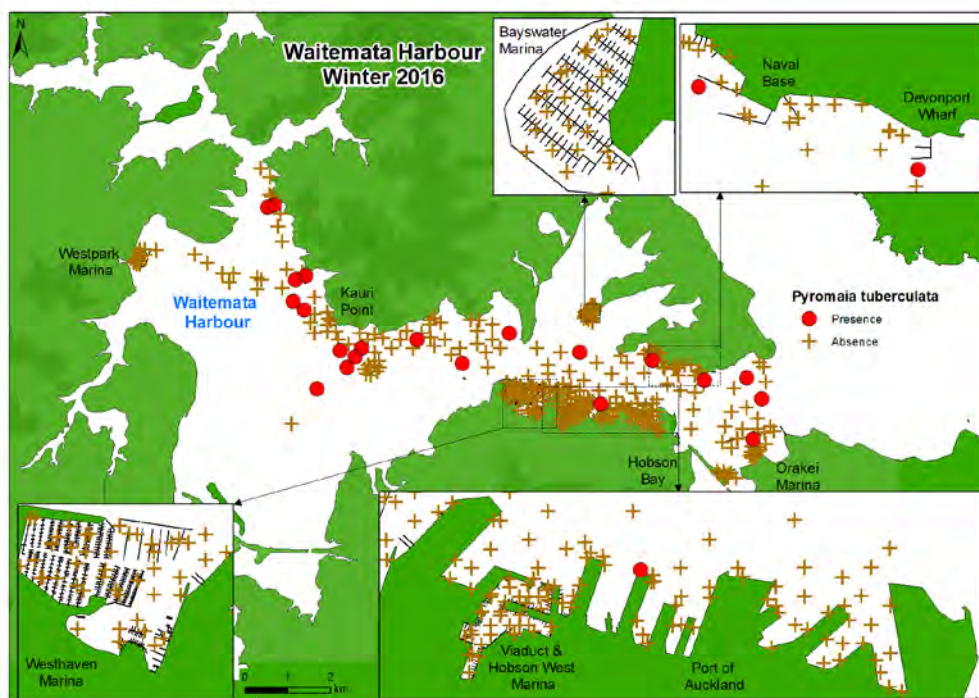 N
Waitemata Harbour
Winter 2016
Bayswater
Marina
Naval
Base
Devonport
Wharf
Westpark
Marina
Waitemata
Harbour
Kauri
Point
Pyromaia tuberculata
Presence
Absence
Hobson
Bay
Orakei
Marina
Westhaven
Marina
0 1 2
km
Viaduct &
Hobson West
Marina
Port of
Auckland